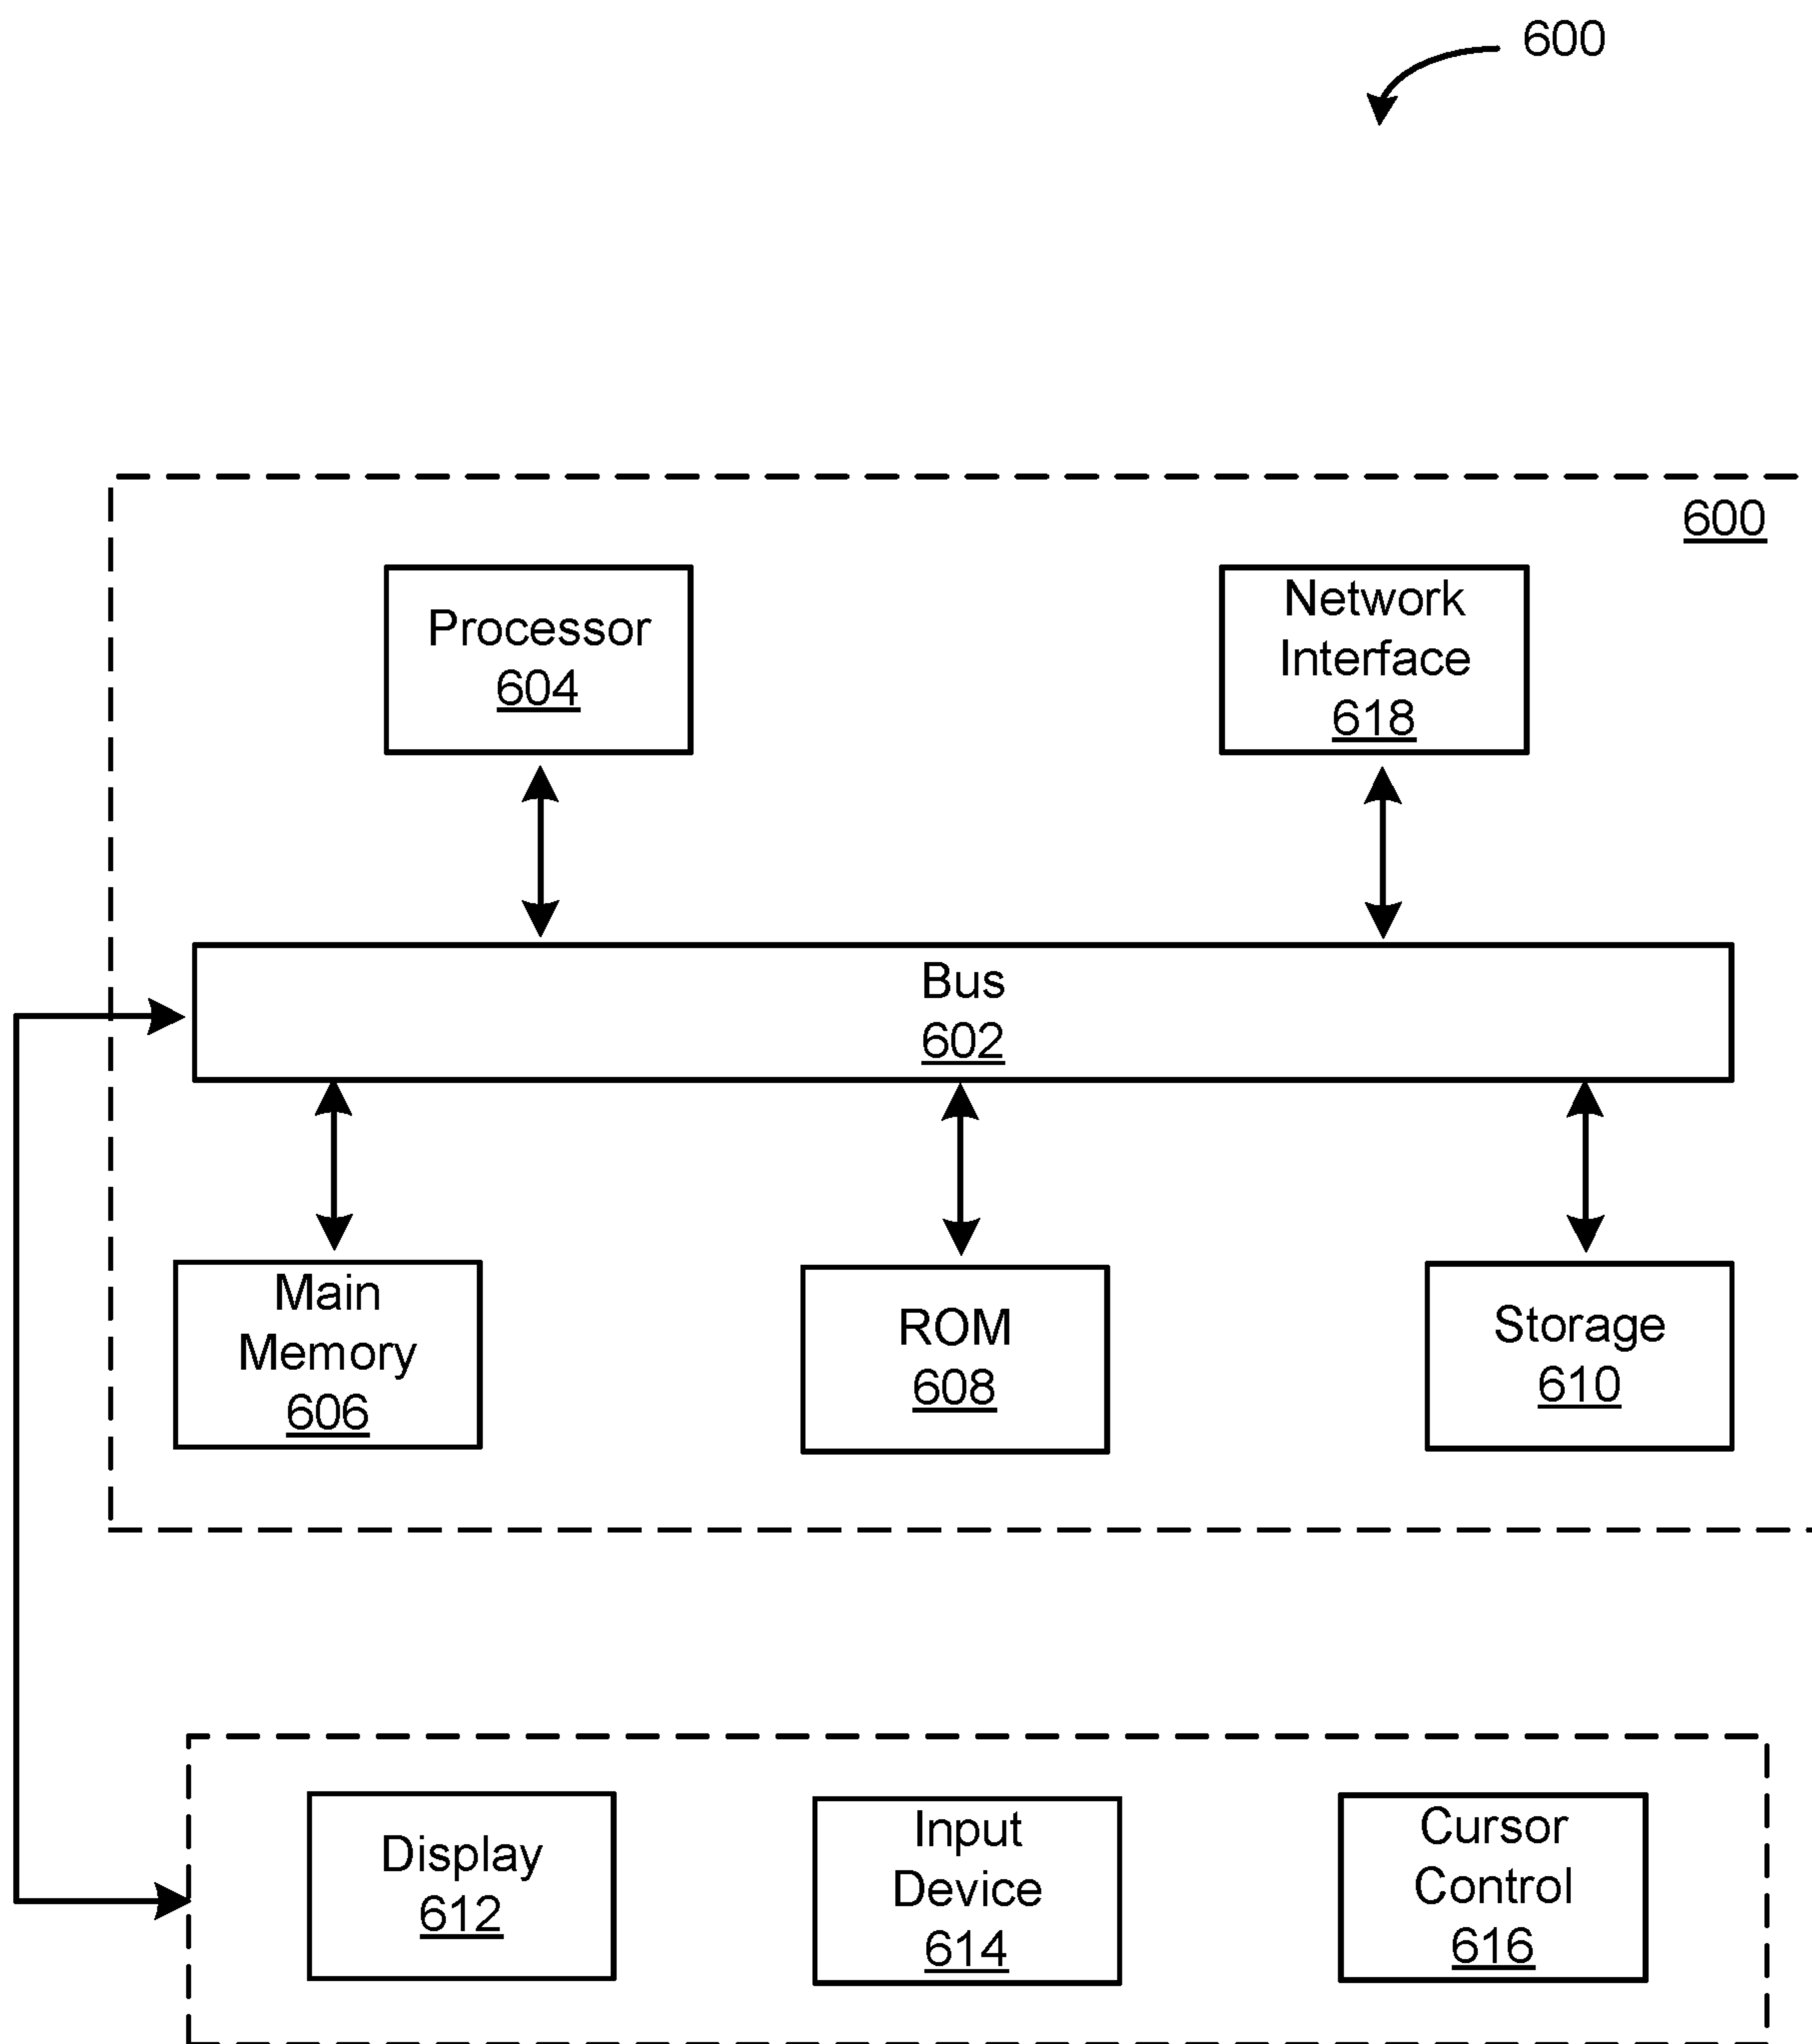 600
600
Processor
604
Network
Interface
618
Bus
602
Main
Memory
606
ROM
608
Storage
610
Display
612
Input
Device
614
Cursor
Control
616